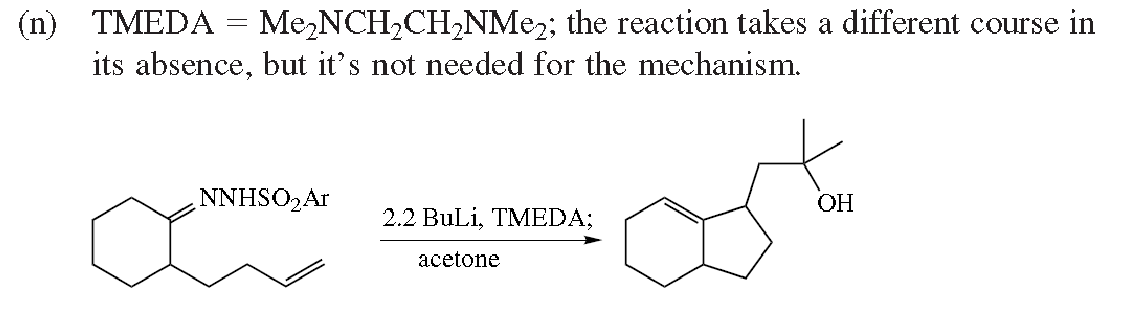 (n) TMEDA = Me₂NCH₂CH₂NMe₂; the reaction takes a different course in
its absence, but it's not needed for the mechanism.
NNHSO₂Ar
2.2 BuLi, TMEDA;
acetone
OH